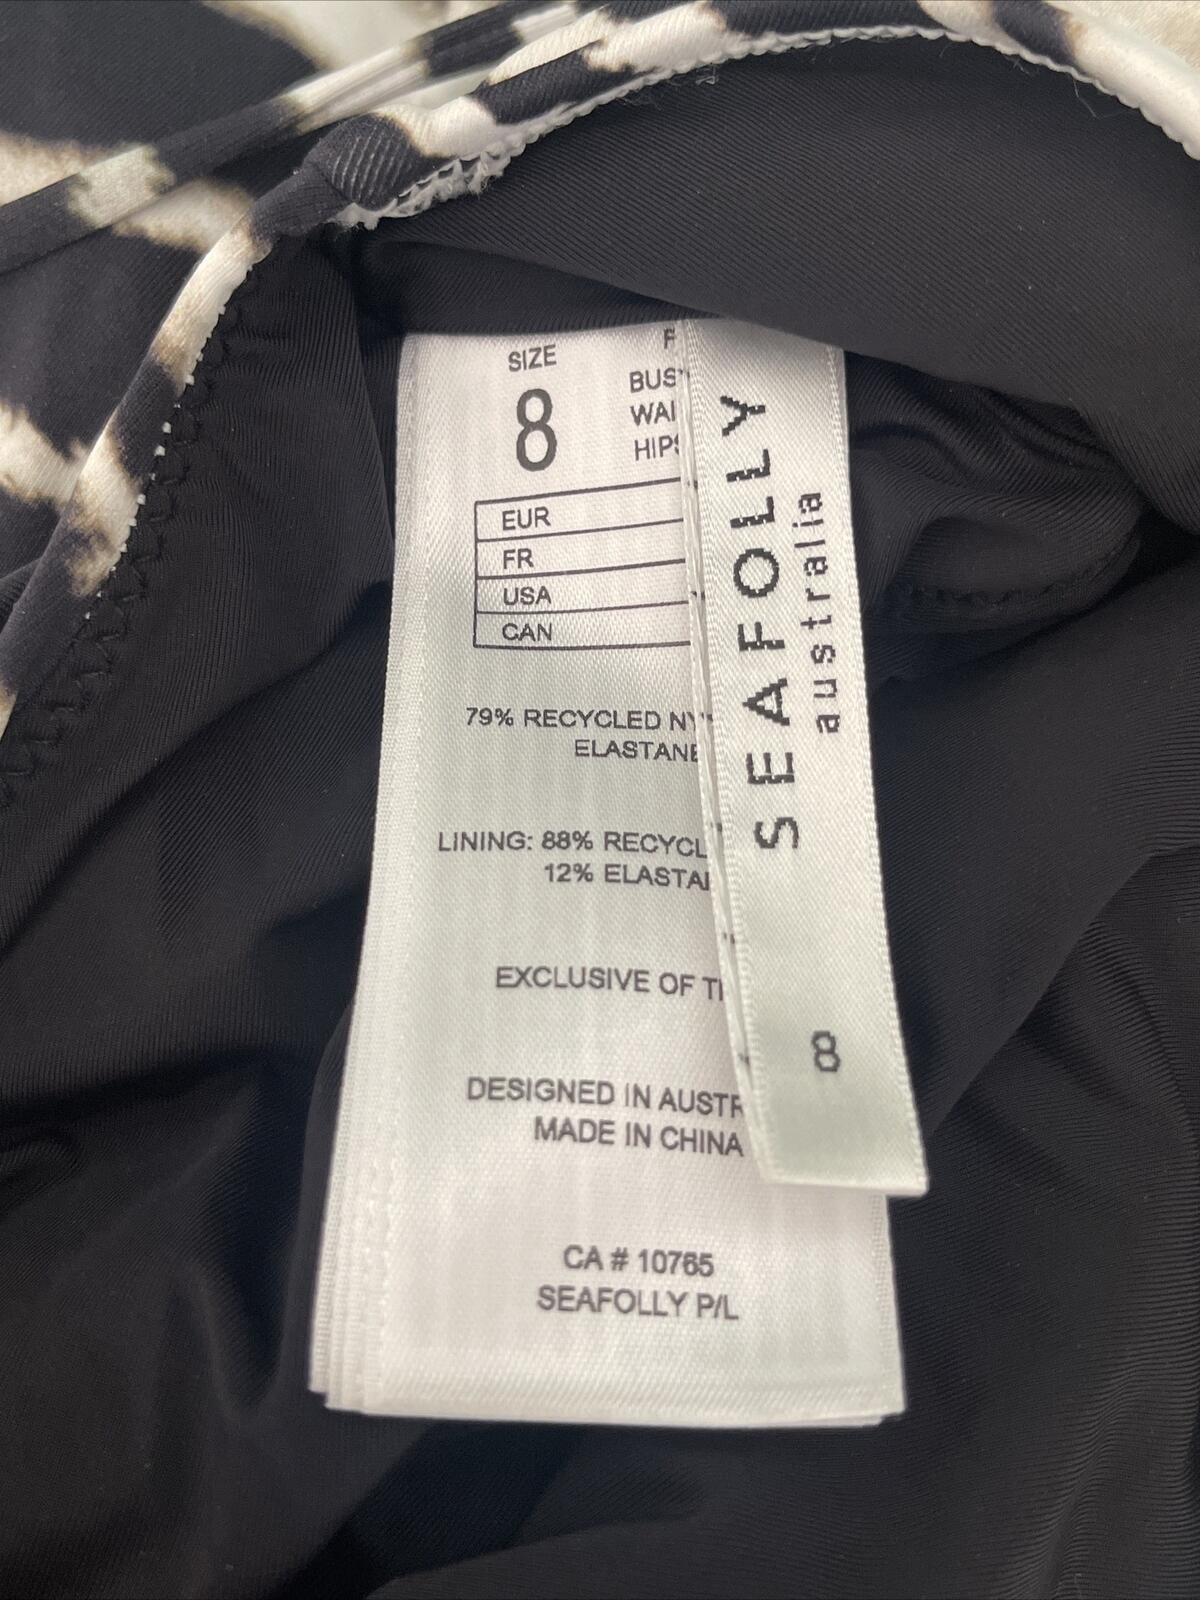 SIZE
8
F
BUS
WAI
HIPS
EUR
FR
USA
CAN
79% RECYCLED NY
ELASTANE
LINING: 88% RECYCL
12% ELASTA
EXCLUSIVE OF T
DESIGNED IN AUSTR
MADE IN CHINA
CA # 10765
SEAFOLLY P/L
SEAFOLLY
australia
8